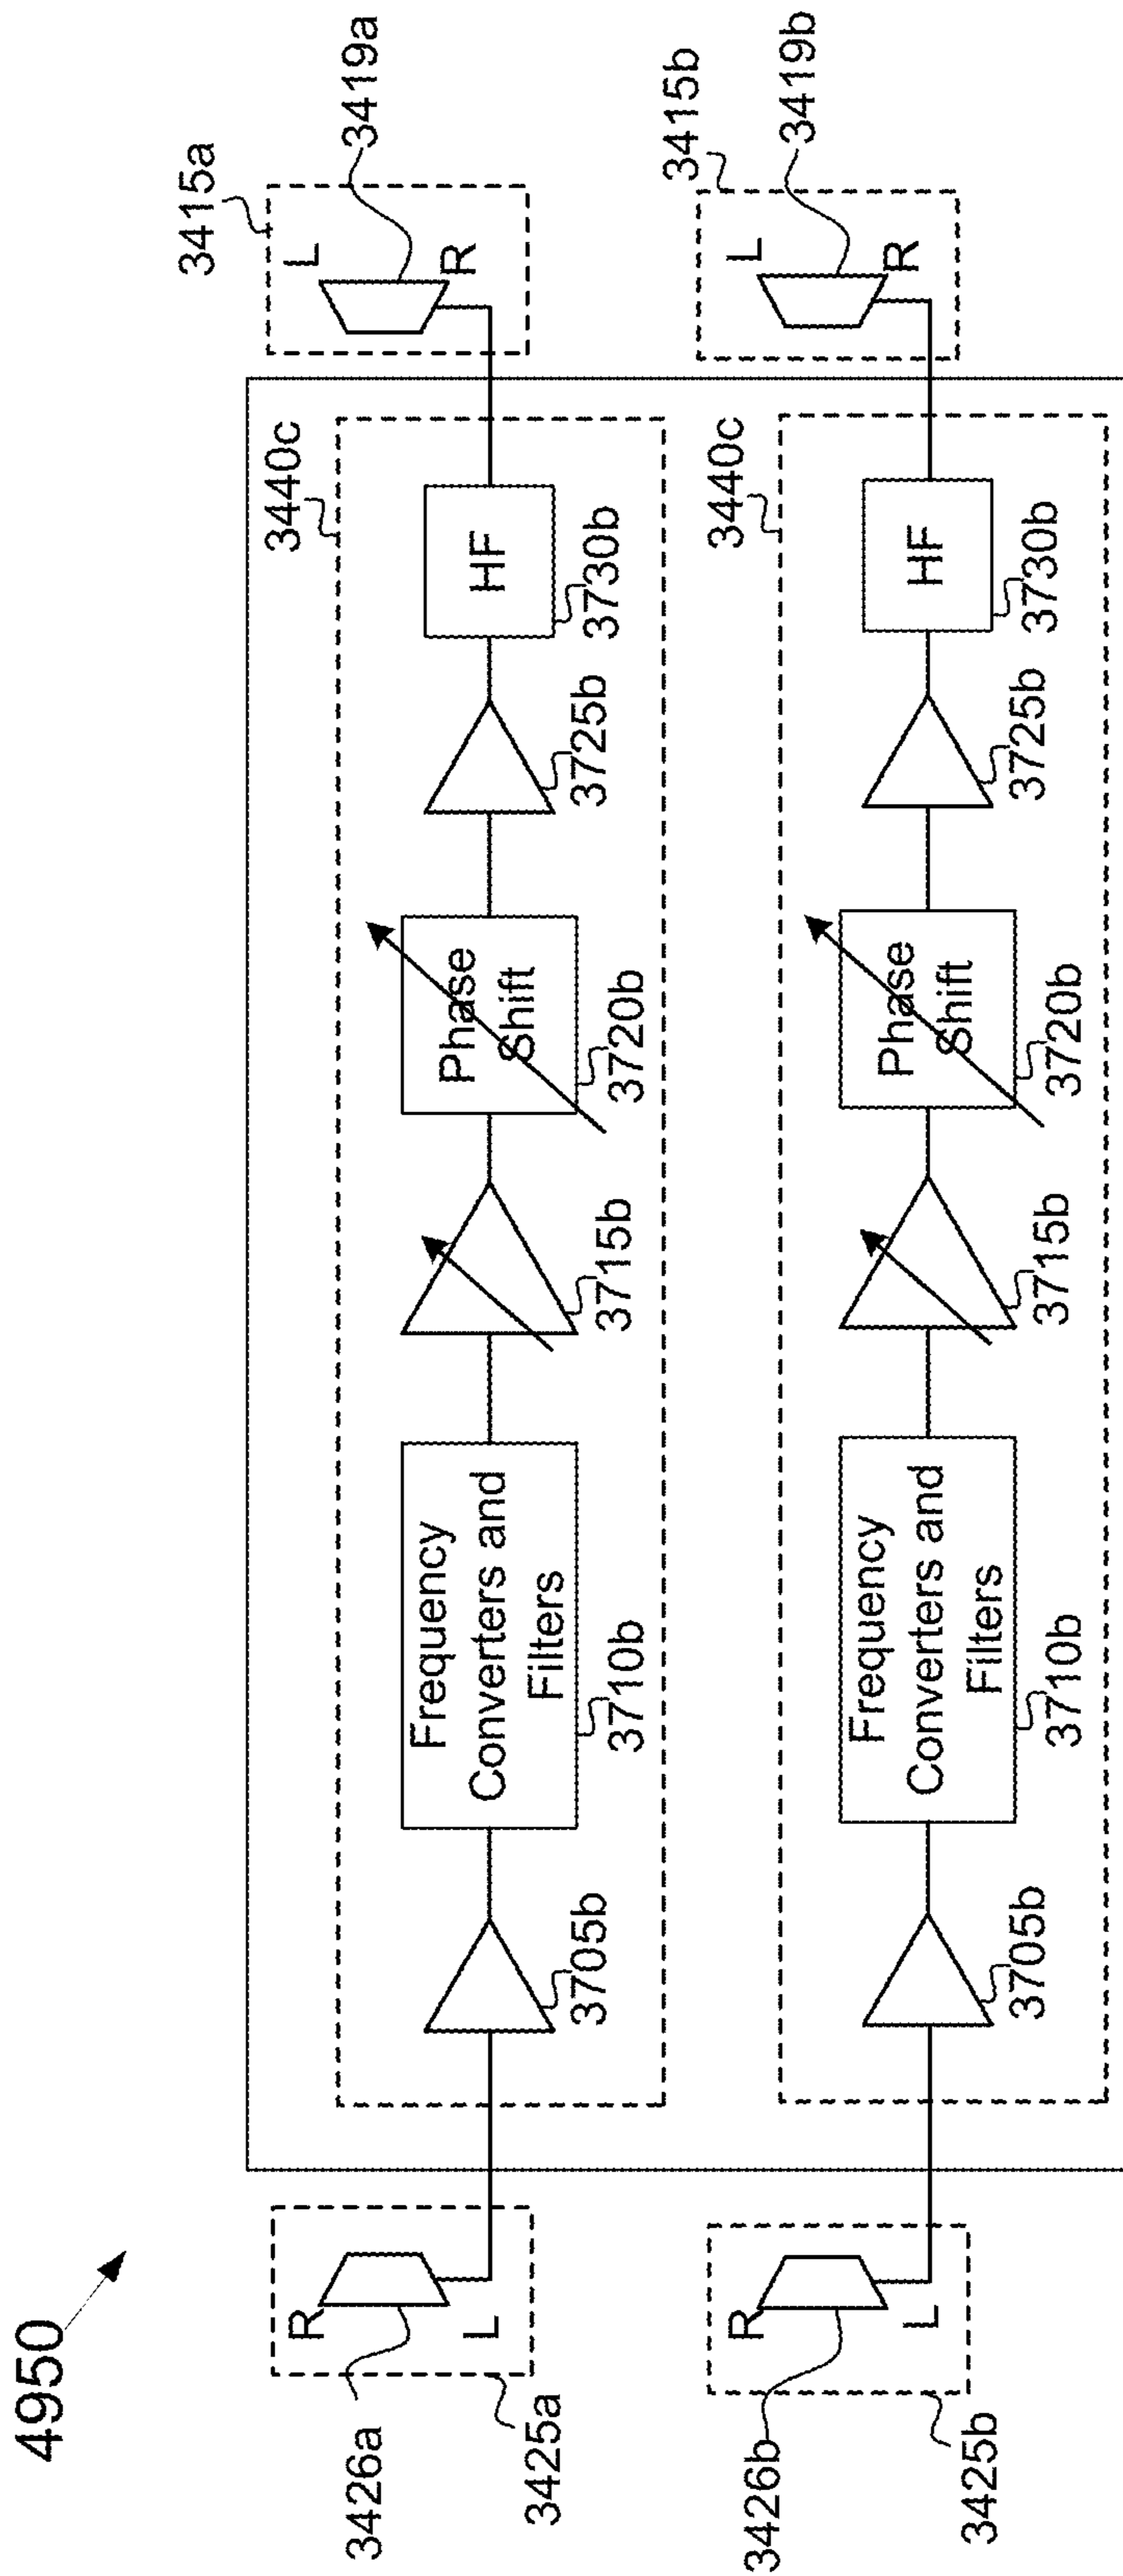 4950
3415a
3419a
L
R
3440c
HF
3730b
3725b
Phase
Shift
3720b
3715b
Frequency
Converters and
Filters
3710b
3705b
R
L
3426a
3425a
3415b
3419b
L
R
3440c
HF
3730b
3725b
Phase
Shift
3720b
3715b
Frequency
Converters and
Filters
3710b
3705b
R
L
3426b
3425b